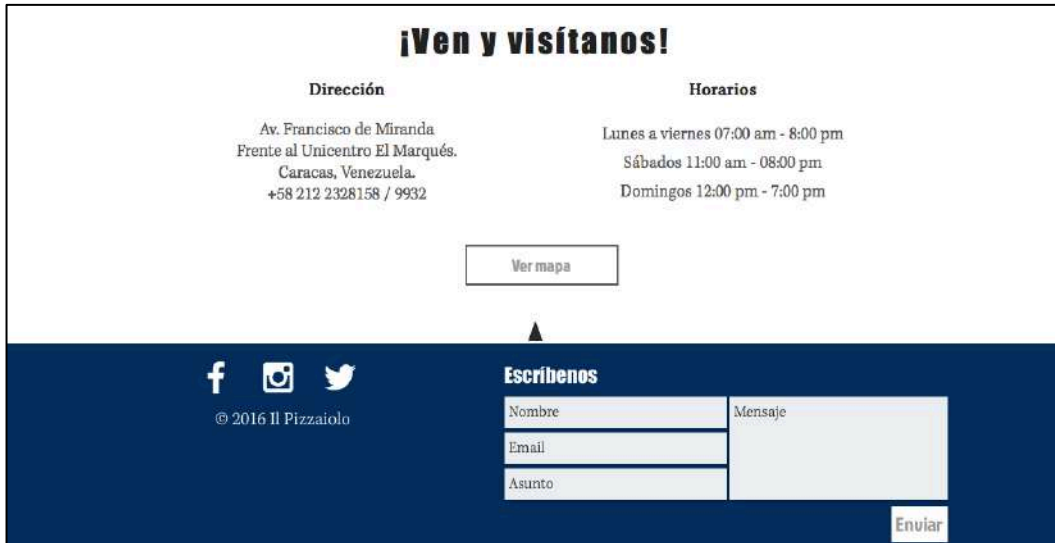 ¡Ven y visítanos!
Dirección
Av. Francisco de Miranda
Frente al Unicentro El Marqués.
Caracas, Venezuela.
+58 212 2328158 / 9932
Horarios
Lunes a viernes 07:00 am - 8:00 pm
Sábados 11:00 am - 08:00 pm
Domingos 12:00 pm - 7:00 pm
Ver mapa
© 2016 Il Pizzaiolo
Escríbenos
Nombre
Email
Asunto
Mensaje
Enviar